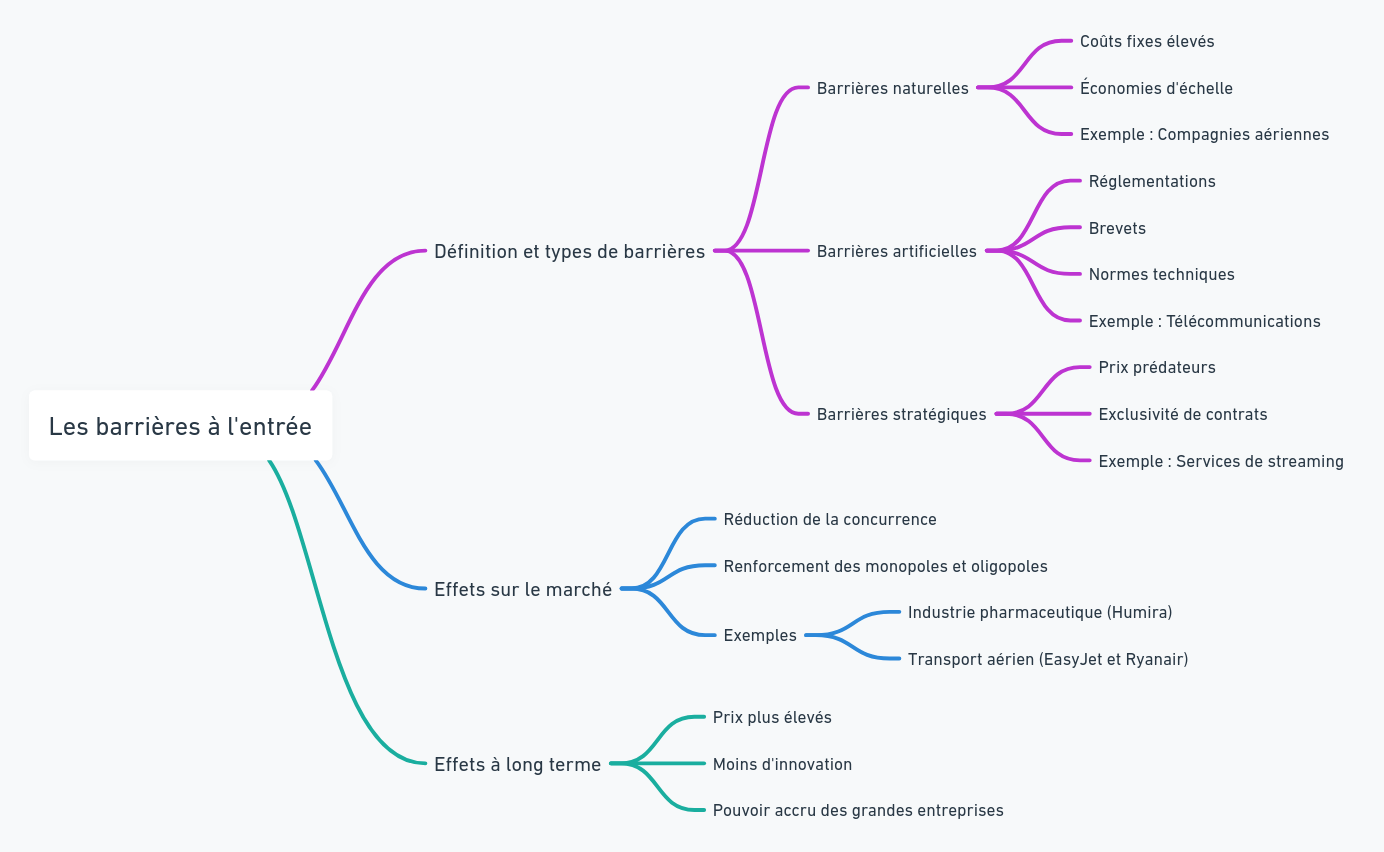 Les barrières à l'entrée
Définition et types de barrières
Barrières naturelles
Coûts fixes élevés
Économies d'échelle
Exemple : Compagnies aériennes
Barrières artificielles
Réglementations
Brevets
Normes techniques
Exemple : Télécommunications
Barrières stratégiques
Prix prédateurs
Exclusivité de contrats
Exemple : Services de streaming
Effets sur le marché
Réduction de la concurrence
Renforcement des monopoles et oligopoles
Exemples
Industrie pharmaceutique (Humira)
Transport aérien (EasyJet et Ryanair)
Effets à long terme
Prix plus élevés
Moins d'innovation
Pouvoir accru des grandes entreprises